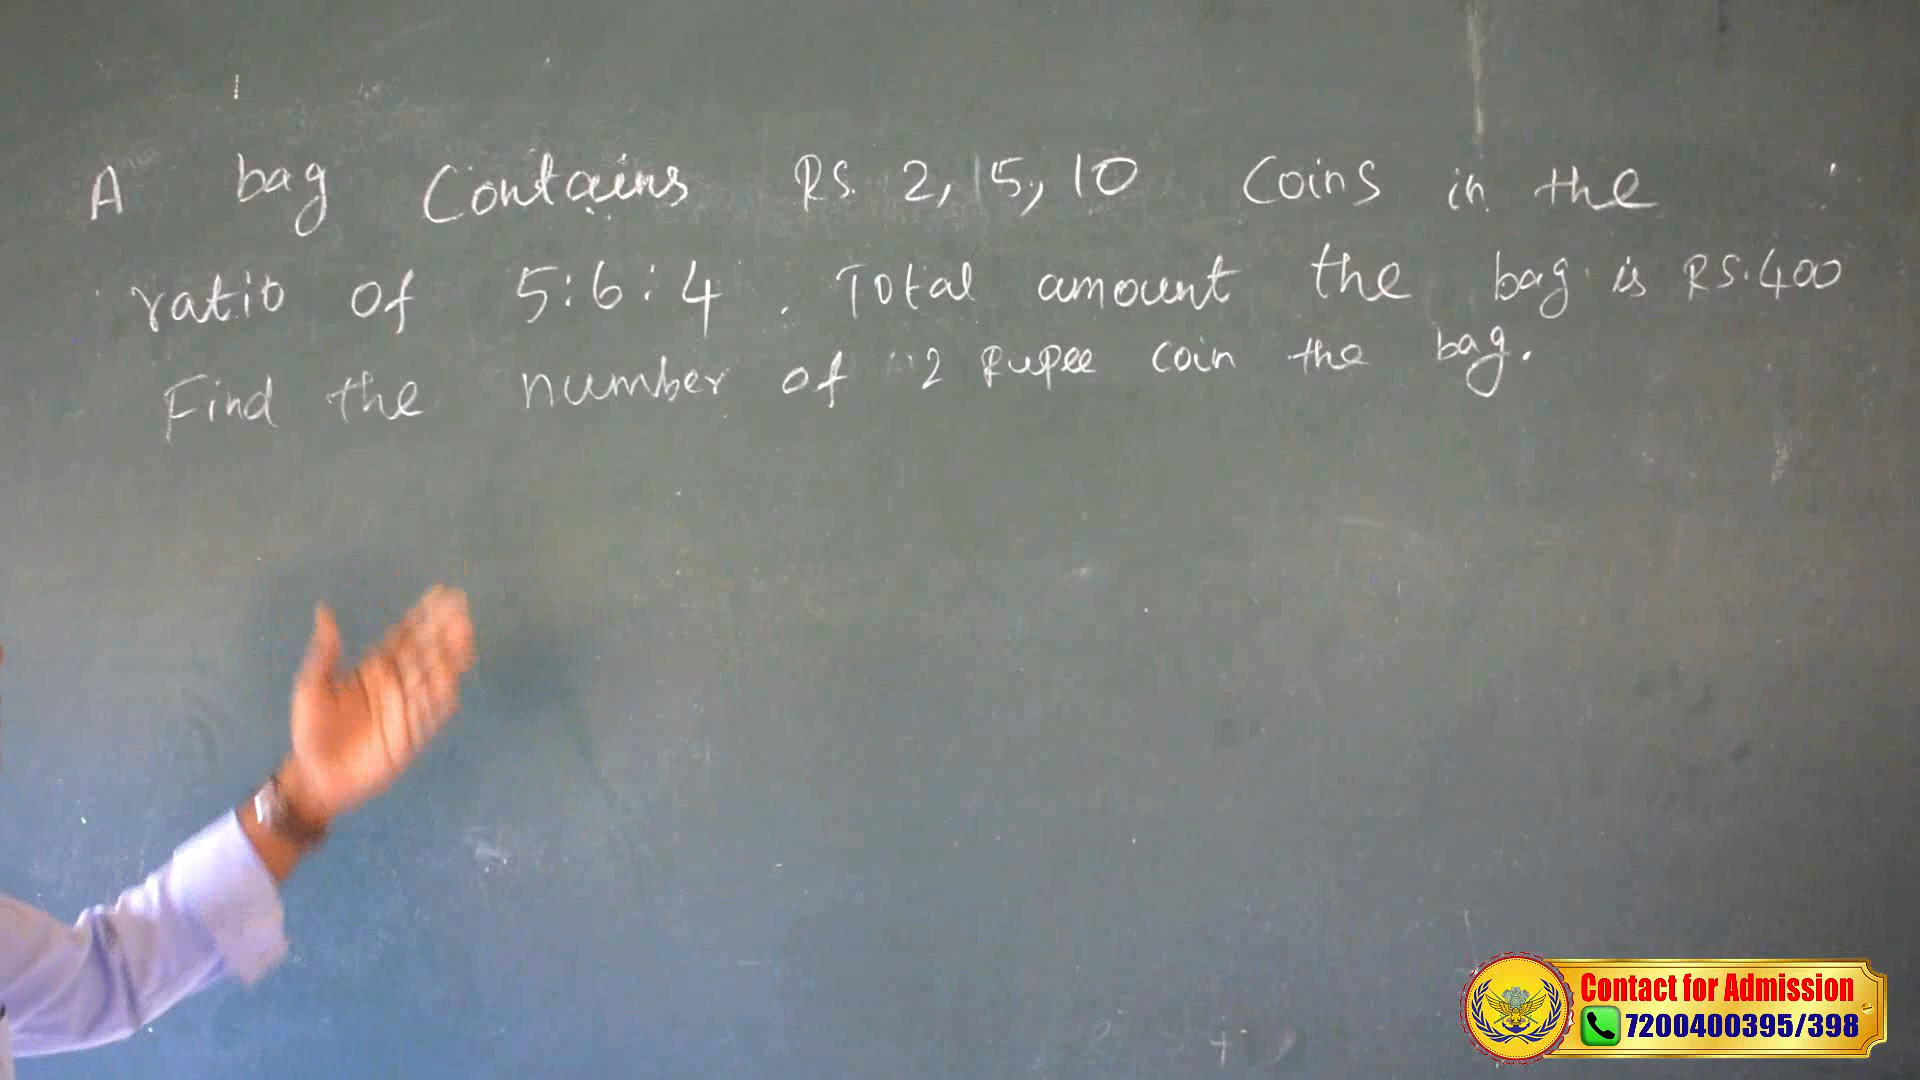 A bag Contains RS. 2, 5, 10 Coins in the
ratio of 5:6:4. Total amount the bag is RS.400
Find the number of 2 Rupee coin the bag.
Contact for Admission
7200400395/398